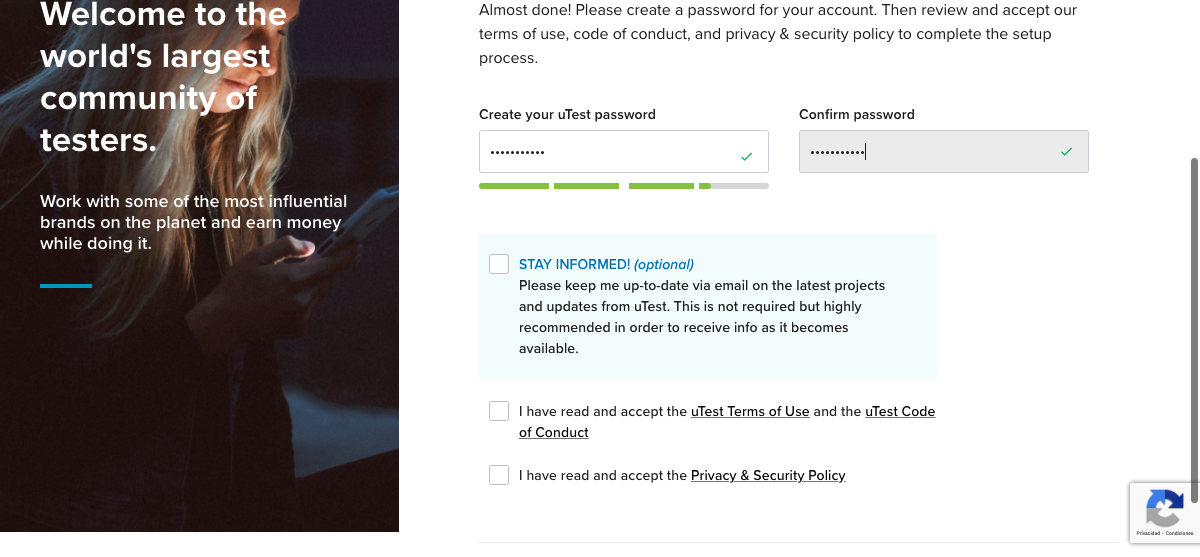 Welcome to the
world's largest
community of
testers.
Work with some of the most influential
brands on the planet and earn money
while doing it.
Almost done! Please create a password for your account. Then review and accept our
terms of use, code of conduct, and privacy & security policy to complete the setup
process.
Create your uTest password
Confirm password
•••••••••••
•••••••••••
STAY INFORMED! (optional)
Please keep me up-to-date via email on the latest projects
and updates from uTest. This is not required but highly
recommended in order to receive info as it becomes
available.
I have read and accept the uTest Terms of Use and the uTest Code
of Conduct
I have read and accept the Privacy & Security Policy
Privacidad - Condiciones